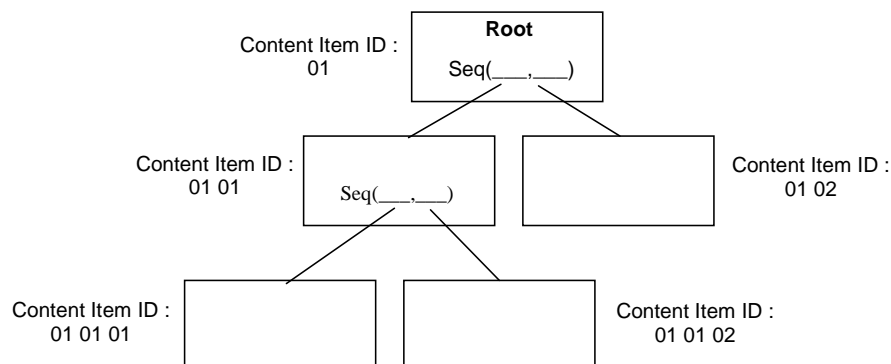 Root
Content Item ID :
01
Seq(___,___)
Content Item ID :
01 01
Seq(___,___)
Content Item ID :
01 02
Content Item ID :
01 01 01
Content Item ID :
01 01 02